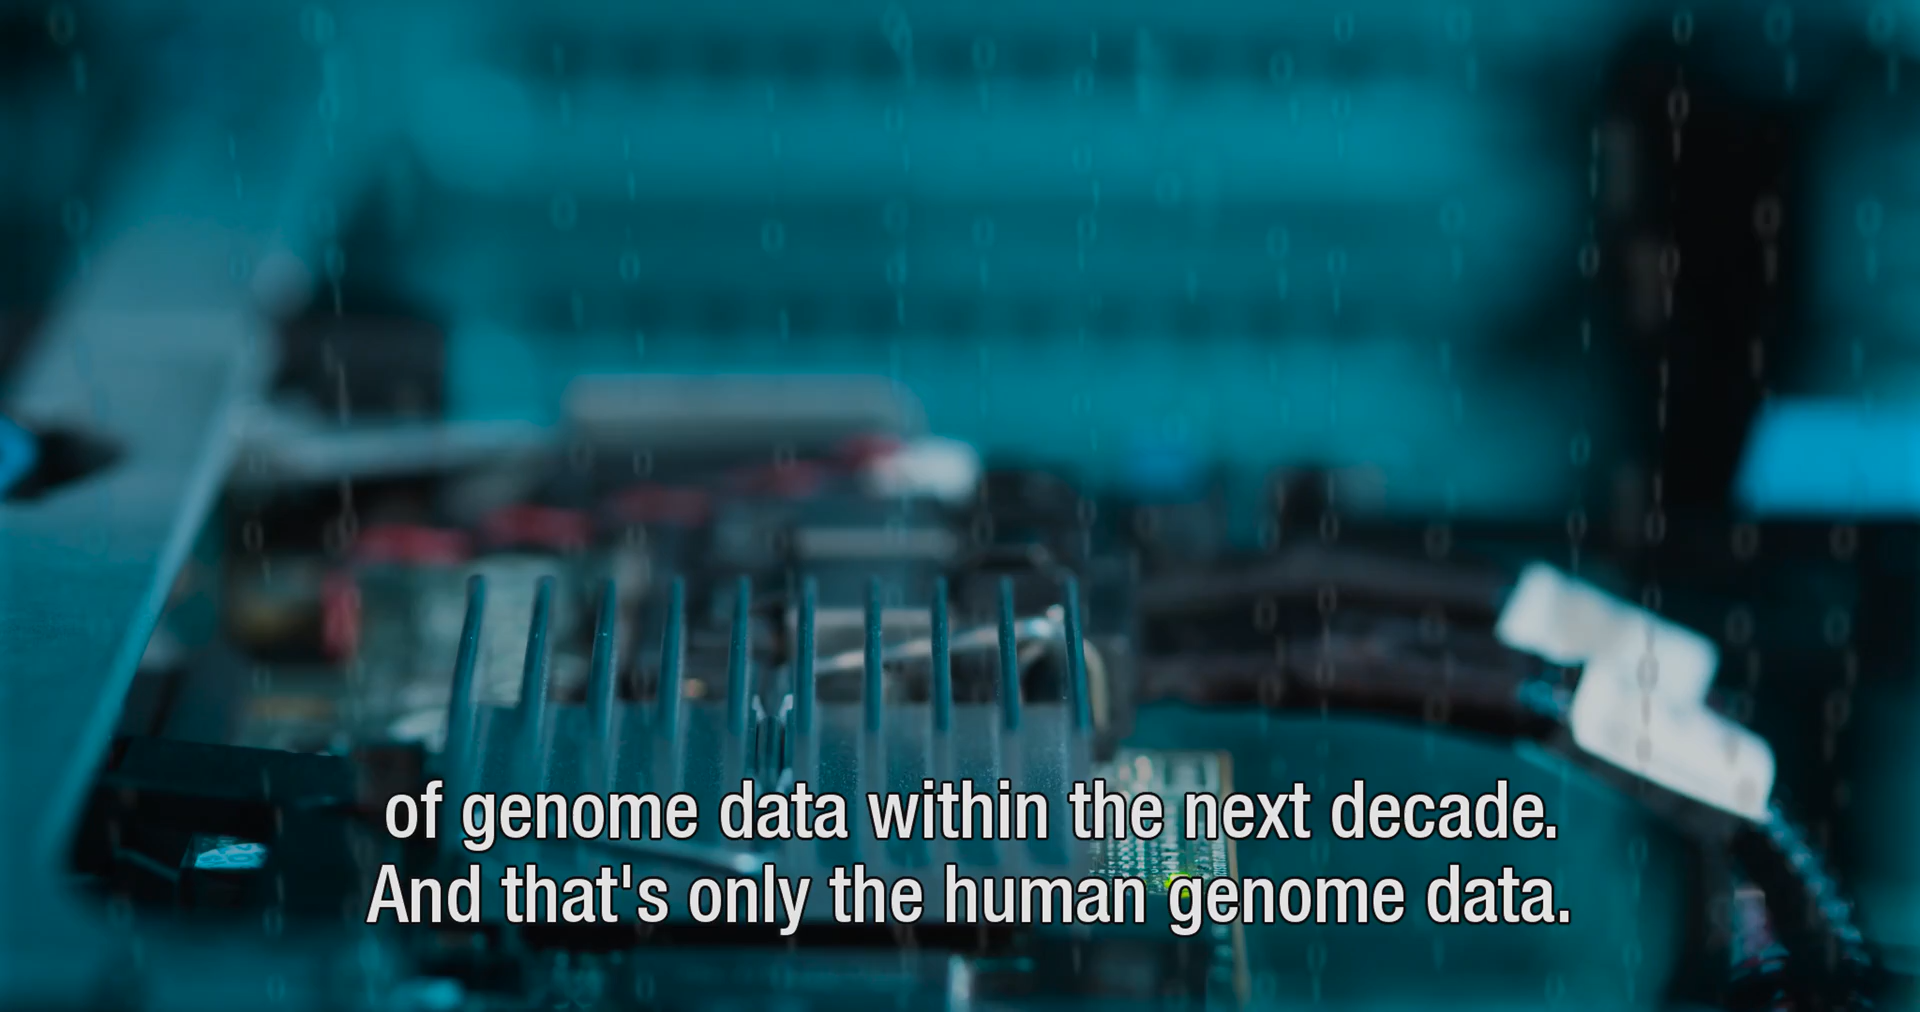 of genome data within the next decade.
And that's only the human genome data.